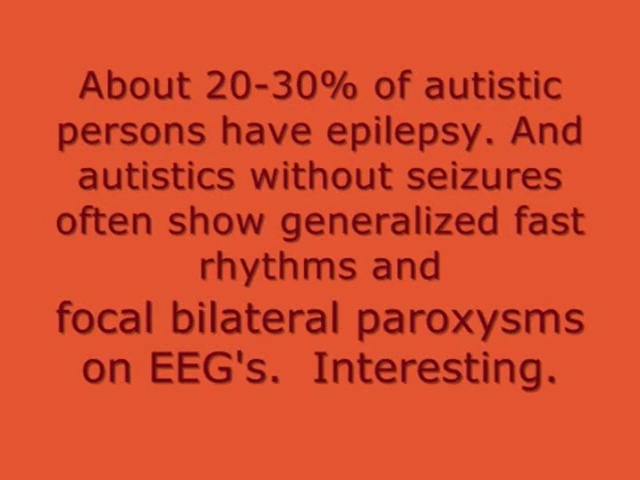 About 20-30% of autistic
persons have epilepsy. And
autistics without seizures
often show generalized fast
rhythms and
focal bilateral paroxysms
on EEG's.  Interesting.